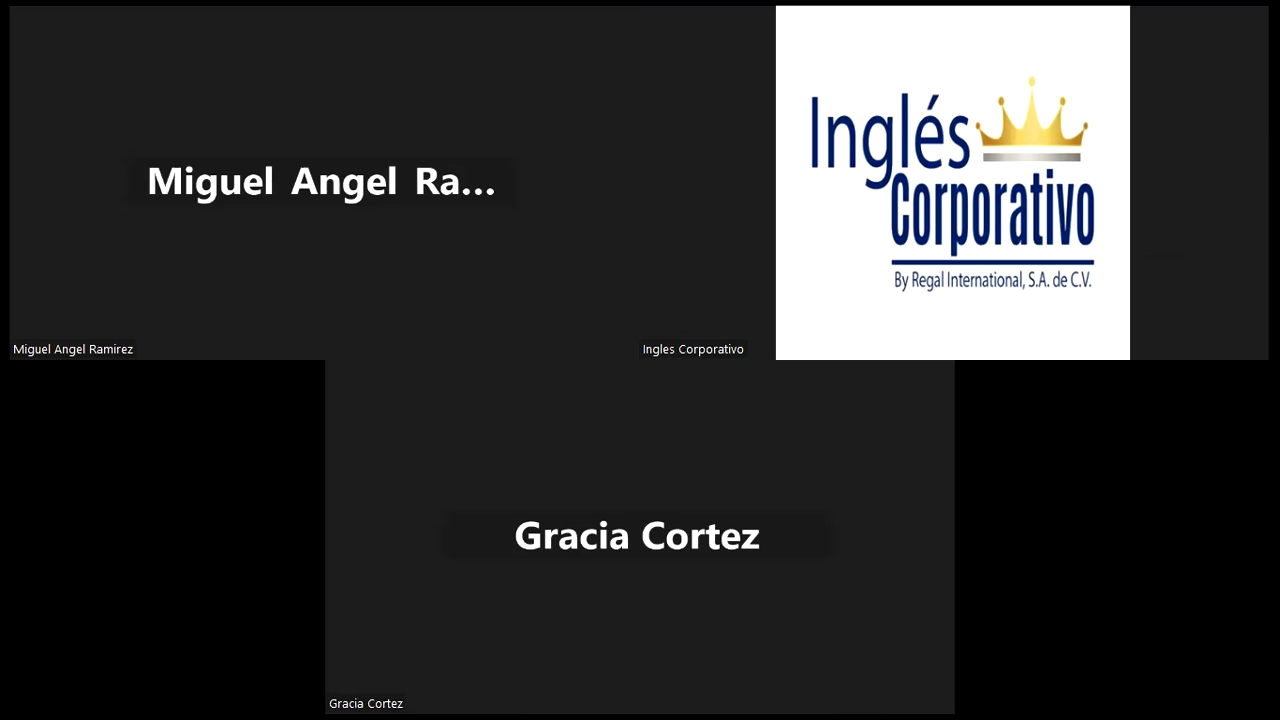 Miguel Angel Ra...
Miguel Angel Ramirez
Inglés
Corporativo
By Regal International, S.A. de C.V.
Ingles Corporativo
Gracia Cortez
Gracia Cortez